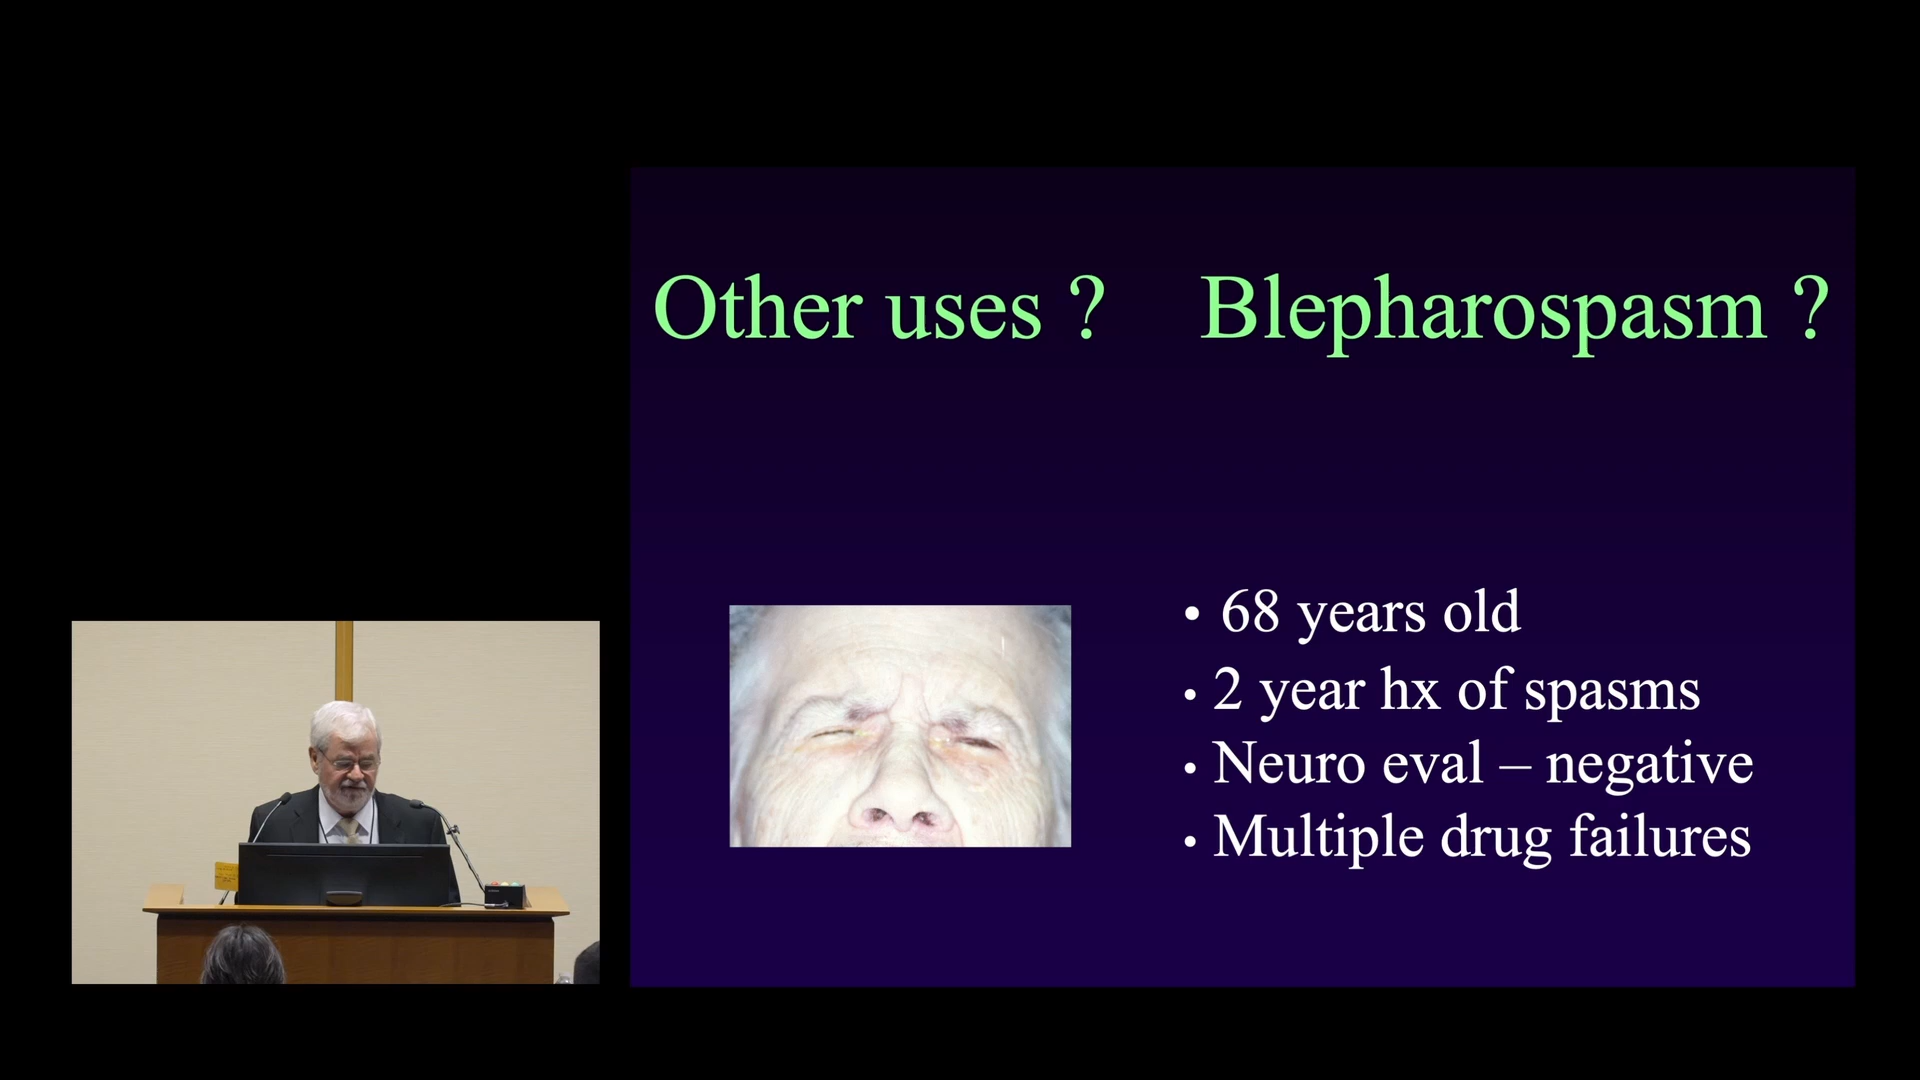 Other uses ? Blepharospasm ?
• 68 years old
• 2 year hx of spasms
• Neuro eval – negative
• Multiple drug failures